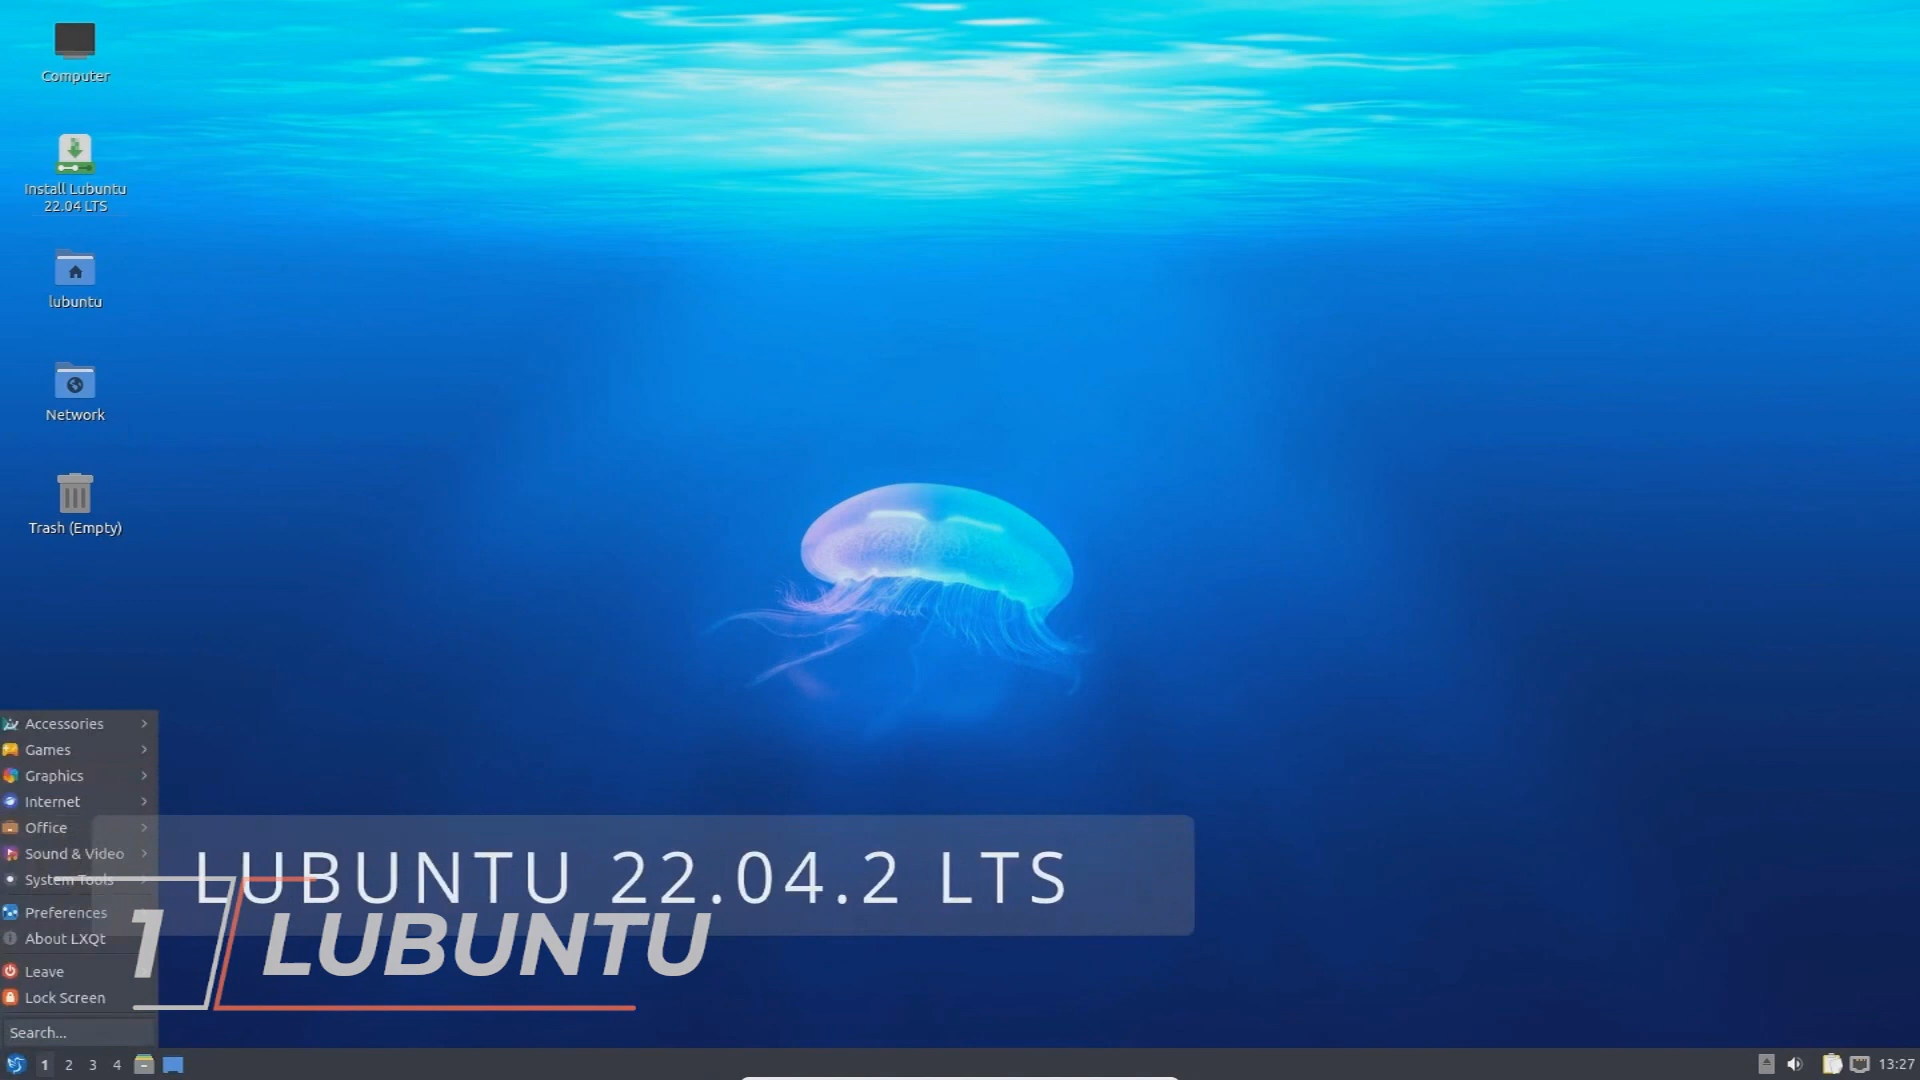 Computer
Install Lubuntu
22.04 LTS
lubuntu
Network
Trash (Empty)
Accessories
Games
Graphics
Internet
Office
Sound & Video
System Tools
Preferences
About LXQt
Leave
Lock Screen
Search...
LUBUNTU 22.04.2 LTS
1 LUBUNTU
1 2 3 4
13:27